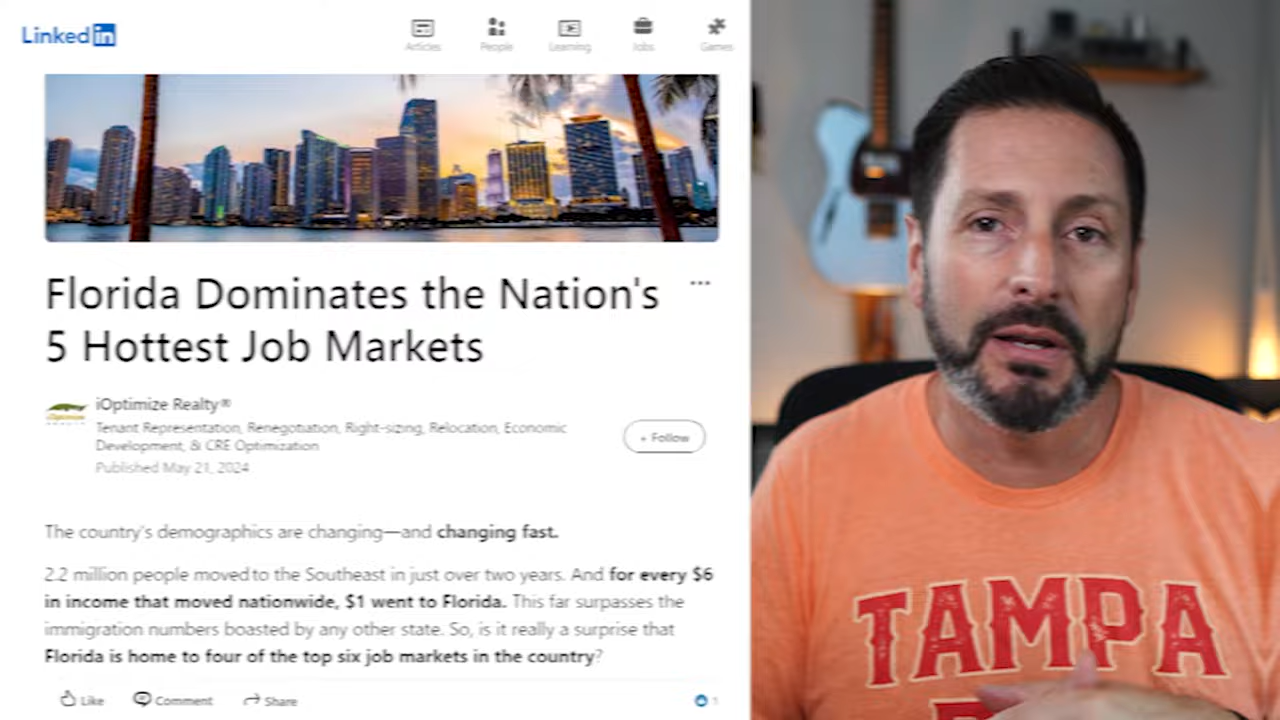 Linked in
Articles People Learning Jobs Games
Florida Dominates the Nation's
5 Hottest Job Markets
iOptimize Realty®
Tenant Representation, Renegotiation, Right-sizing, Relocation, Economic
Development, & CRE Optimization
Published May 21, 2024
+ Follow
The country's demographics are changing—and changing fast.
2.2 million people moved to the Southeast in just over two years. And for every $6
in income that moved nationwide, $1 went to Florida. This far surpasses the
immigration numbers boasted by any other state. So, is it really a surprise that
Florida is home to four of the top six job markets in the country?
Like Comment Share
1
TAMPA